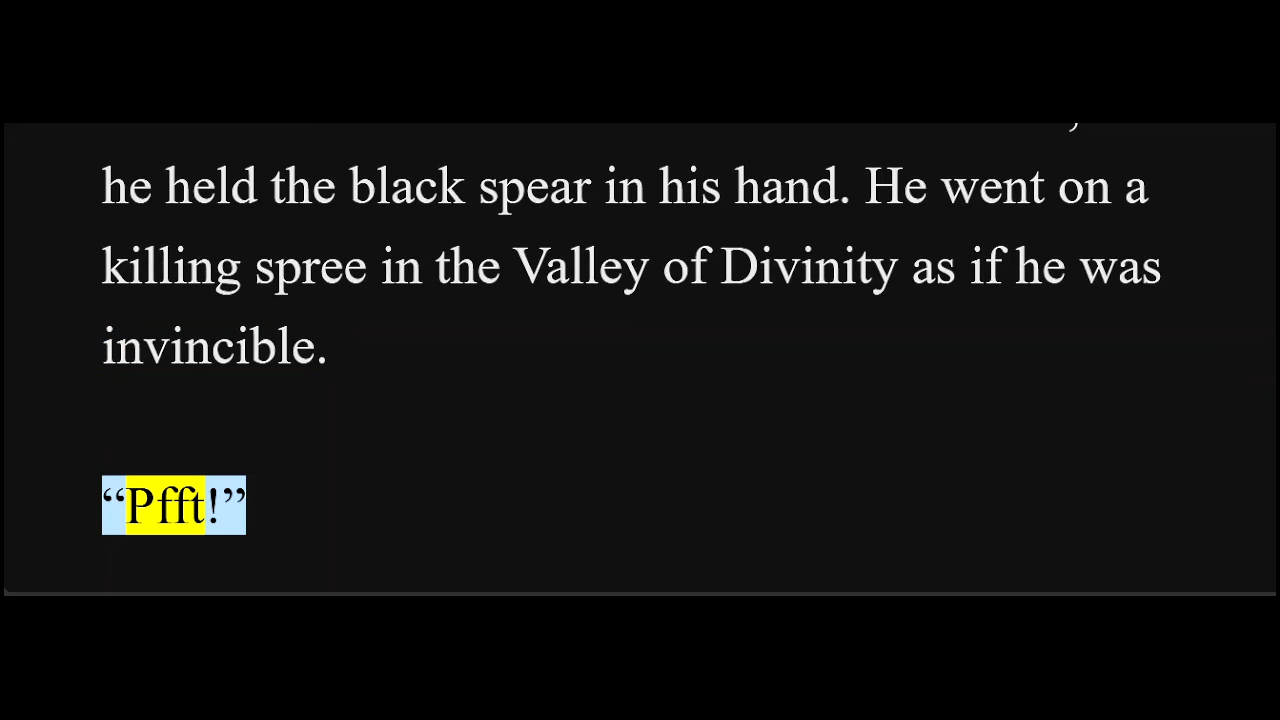 he held the black spear in his hand. He went on a
killing spree in the Valley of Divinity as if he was
invincible.
“Pfft!”